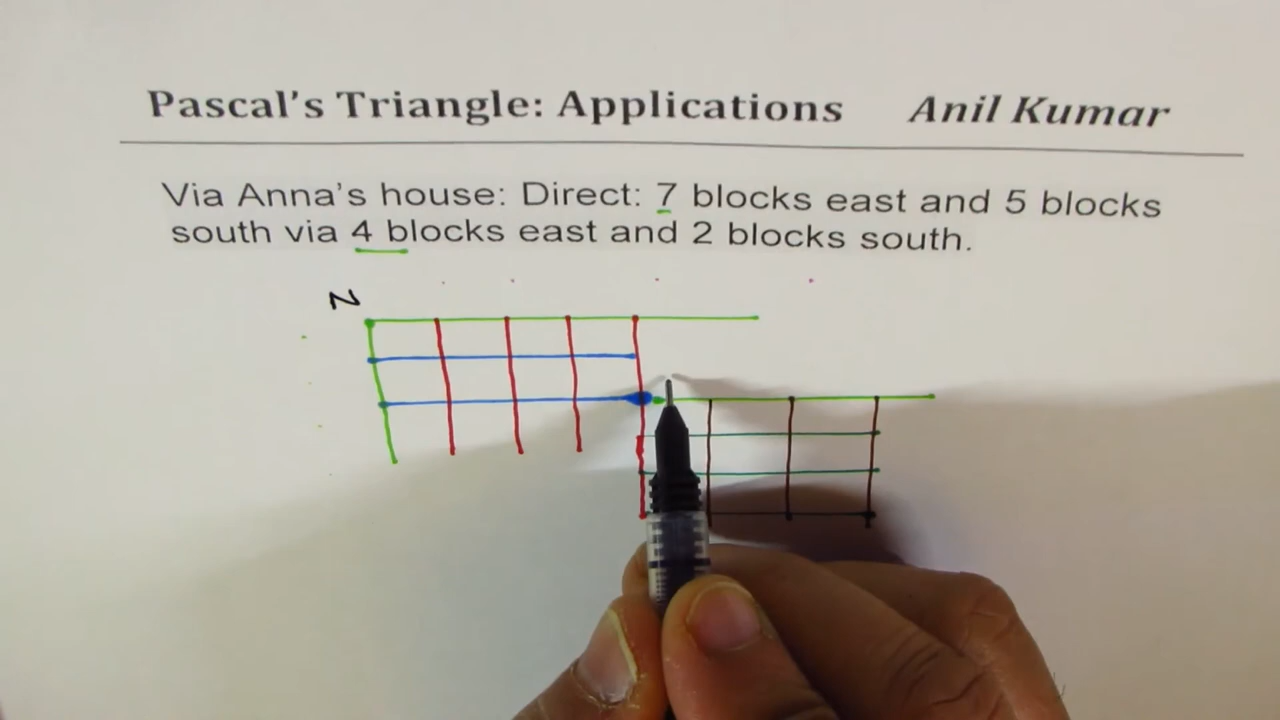 Pascal's Triangle: Applications Anil Kumar
Via Anna's house: Direct: 7 blocks east and 5 blocks
south via 4 blocks east and 2 blocks south.
N